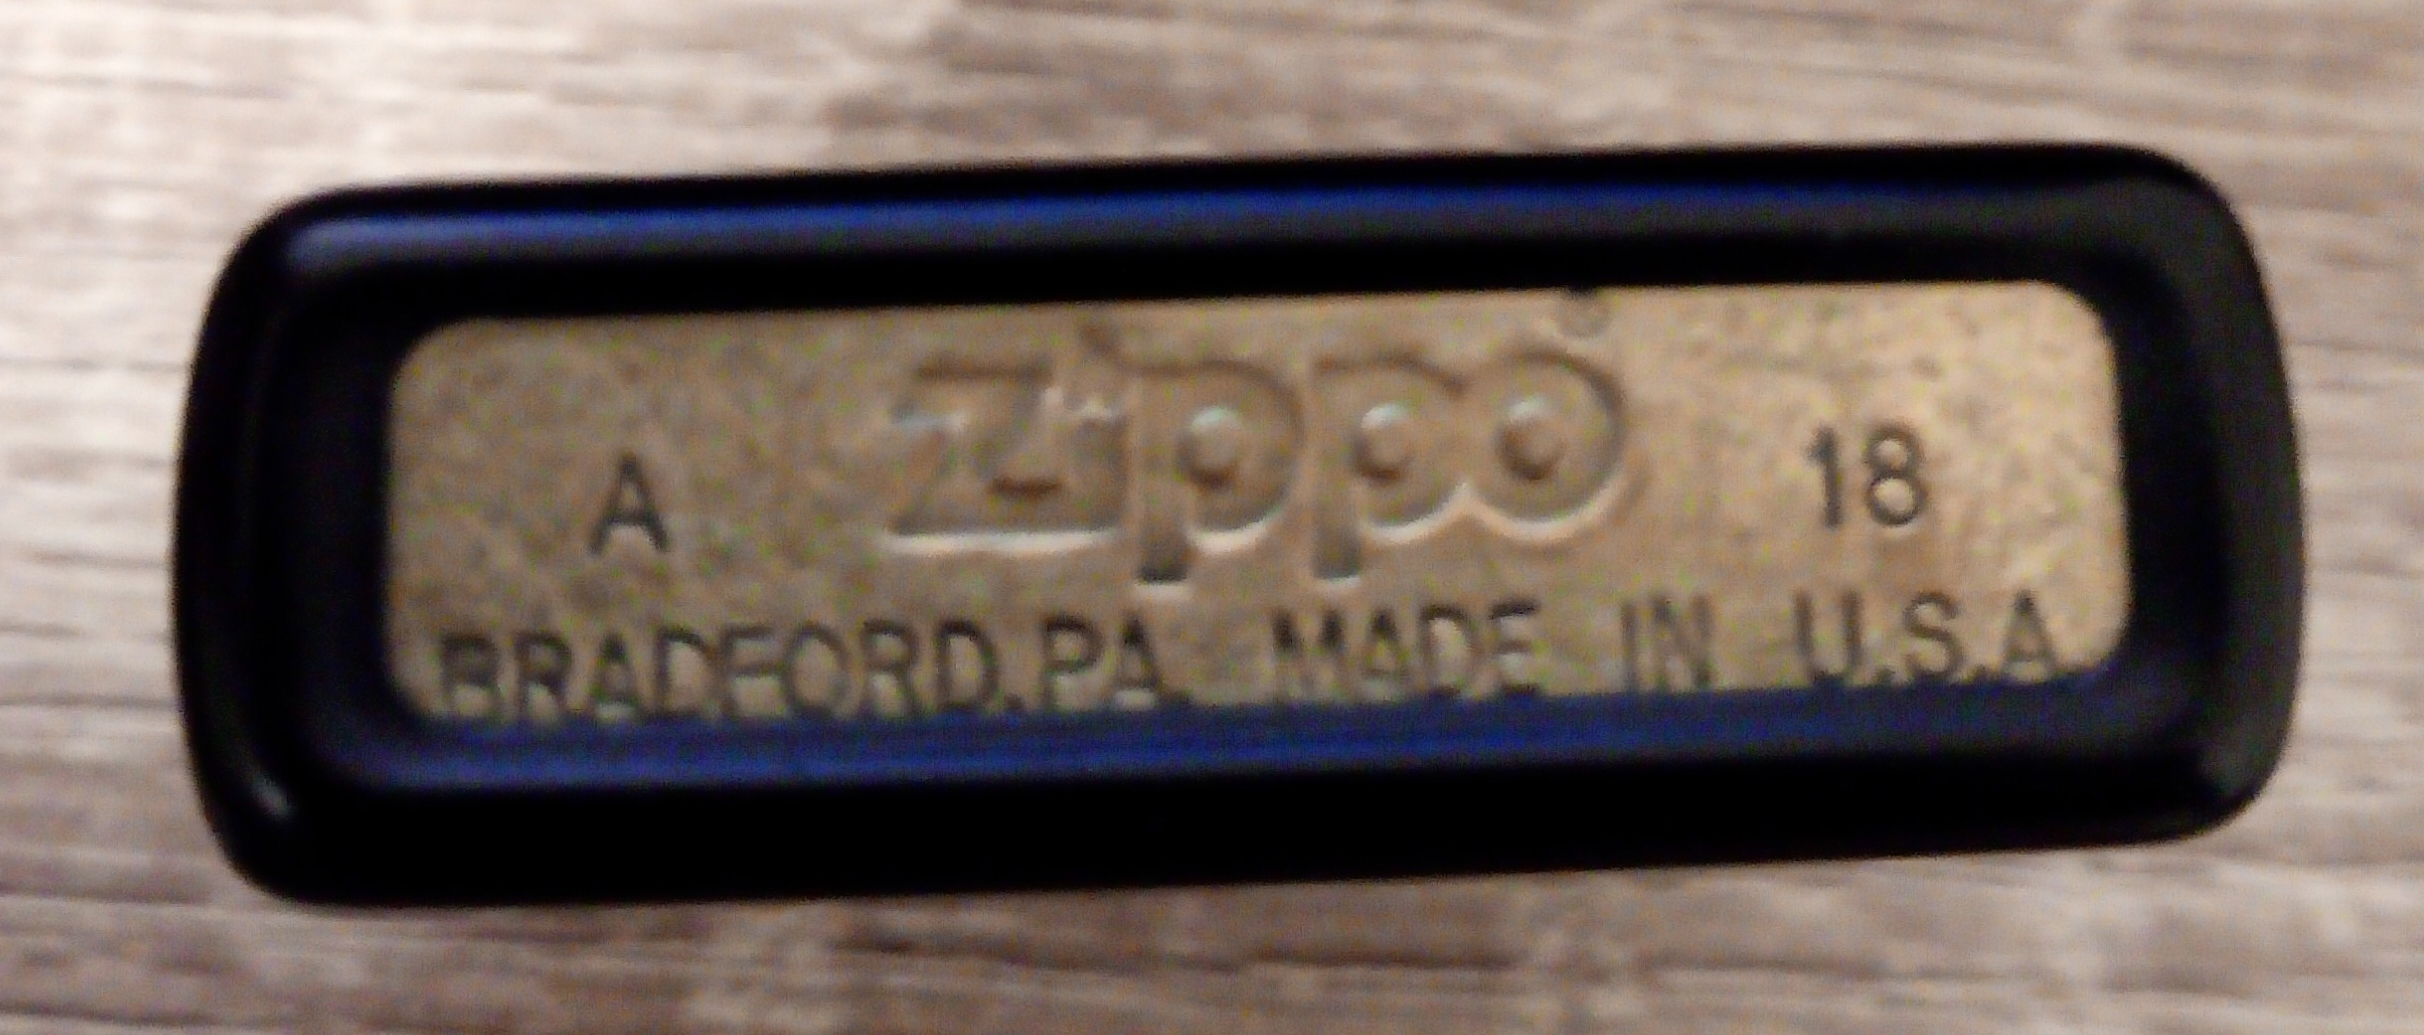 A Zippo® 18
BRADFORD.PA. MADE IN U.S.A.